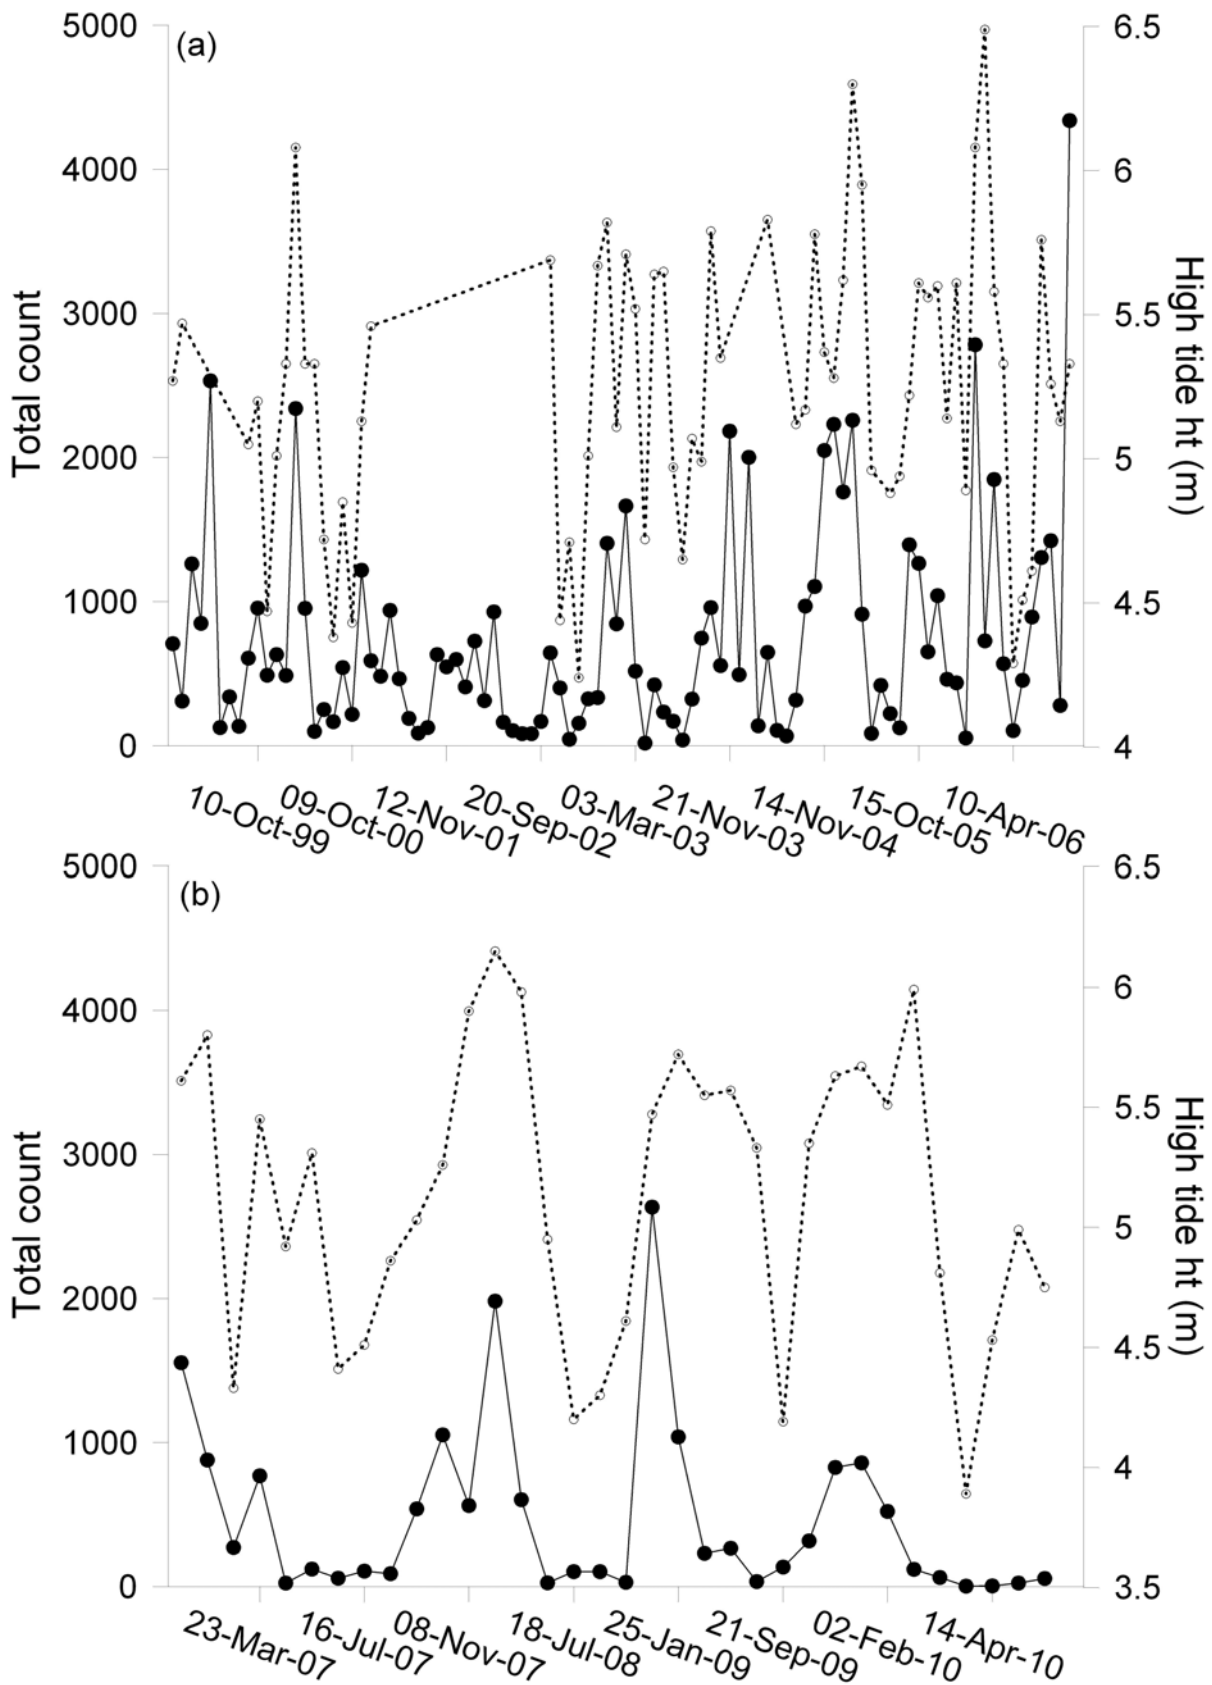 (a)
5000
4000
3000
2000
1000
0
Total count
6.5
6
5.5
5
4.5
4
High tide ht (m)
10-Oct-99
09-Oct-00
12-Nov-01
20-Sep-02
03-Mar-03
21-Nov-03
14-Nov-04
15-Oct-05
10-Apr-06
(b)
5000
4000
3000
2000
1000
0
Total count
6.5
6
5.5
5
4.5
4
3.5
High tide ht (m)
23-Mar-07
16-Jul-07
08-Nov-07
18-Jul-08
25-Jan-09
21-Sep-09
02-Feb-10
14-Apr-10